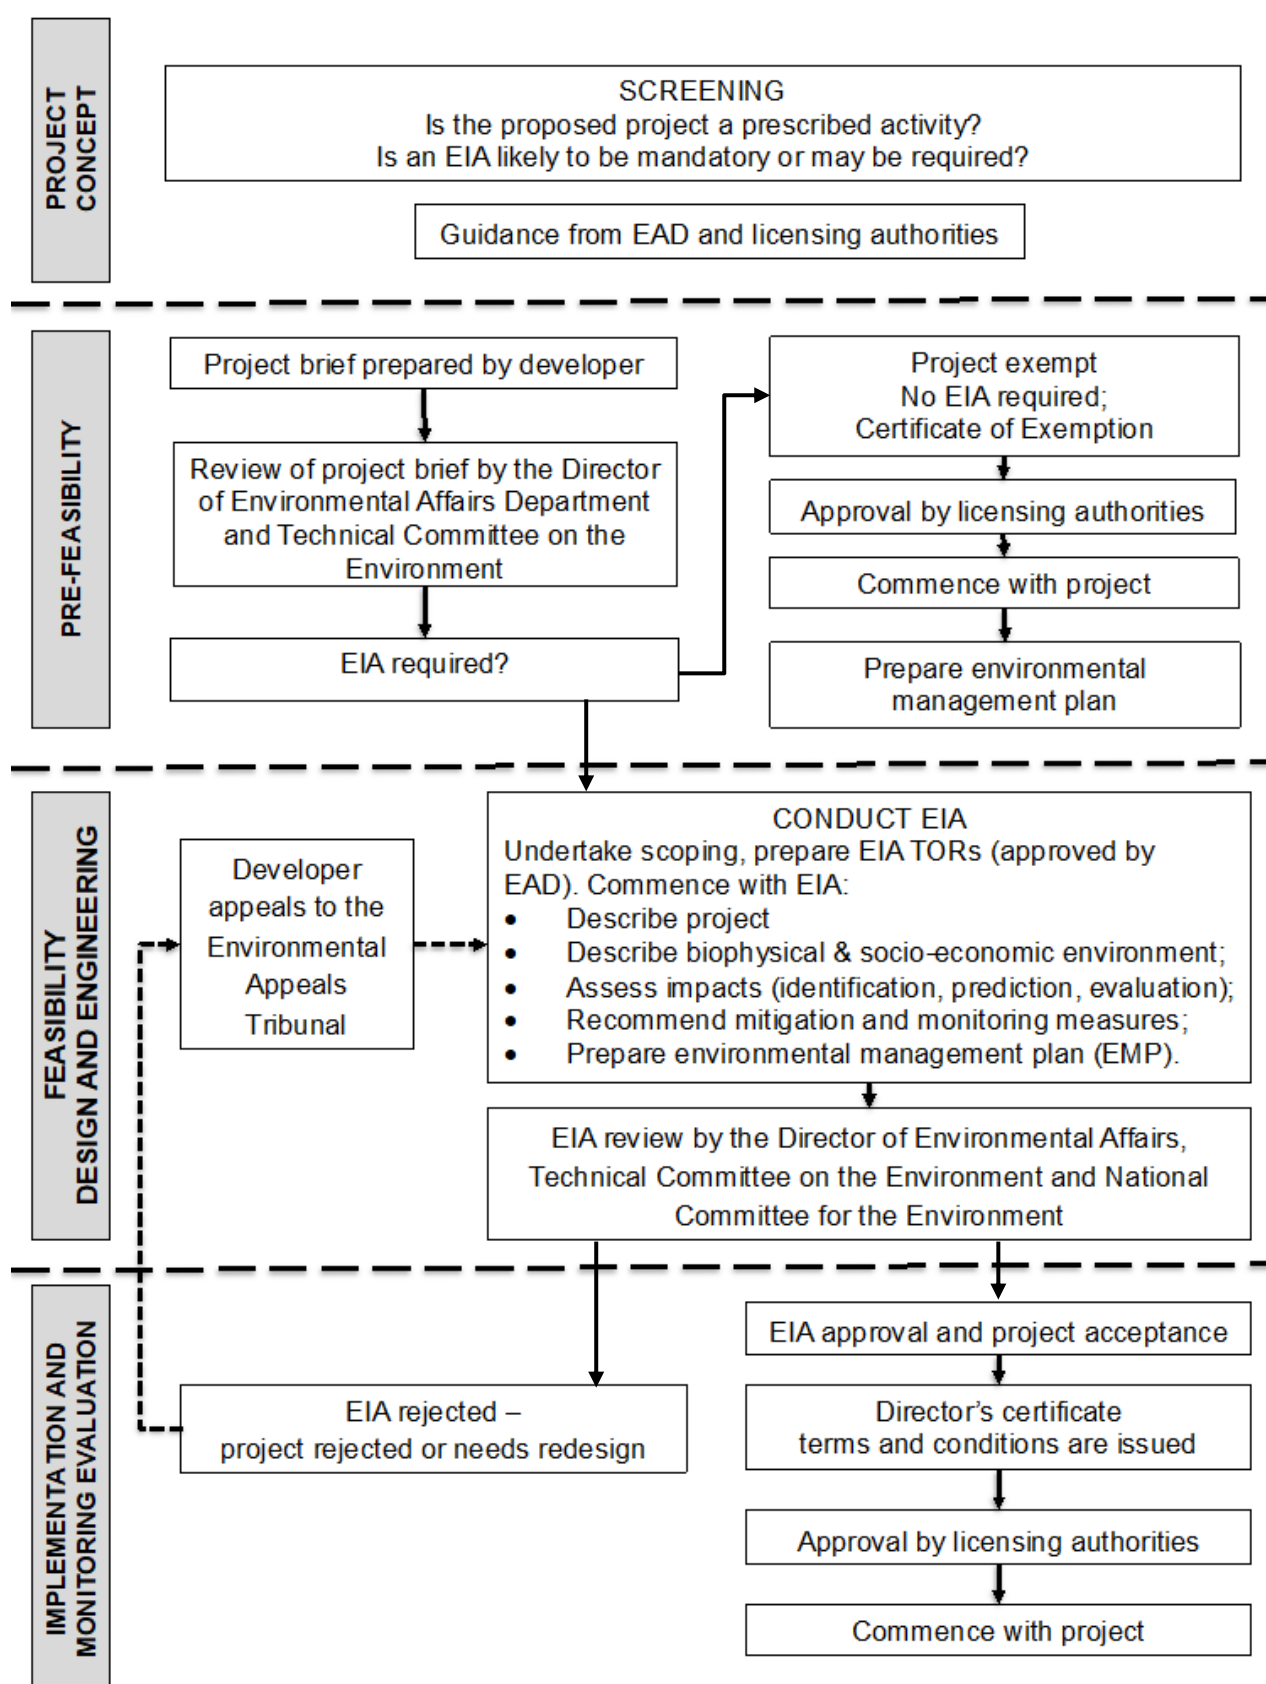 PROJECT
CONCEPT
SCREENING
Is the proposed project a prescribed activity?
Is an EIA likely to be mandatory or may be required?
Guidance from EAD and licensing authorities
PRE-FEASIBILITY
Project brief prepared by developer
Review of project brief by the Director
of Environmental Affairs Department
and Technical Committee on the
Environment
EIA required?
Project exempt
No EIA required;
Certificate of Exemption
Approval by licensing authorities
Commence with project
Prepare environmental
management plan
FEASIBILITY
DESIGN AND ENGINEERING
Developer
appeals to the
Environmental
Appeals
Tribunal
CONDUCT EIA
Undertake scoping, prepare EIA TORs (approved by
EAD). Commence with EIA:
• Describe project
• Describe biophysical & socio-economic environment;
• Assess impacts (identification, prediction, evaluation);
• Recommend mitigation and monitoring measures;
• Prepare environmental management plan (EMP).
EIA review by the Director of Environmental Affairs,
Technical Committee on the Environment and National
Committee for the Environment
IMPLEMENTATION AND
MONITORING EVALUATION
EIA rejected –
project rejected or needs redesign
EIA approval and project acceptance
Director’s certificate
terms and conditions are issued
Approval by licensing authorities
Commence with project